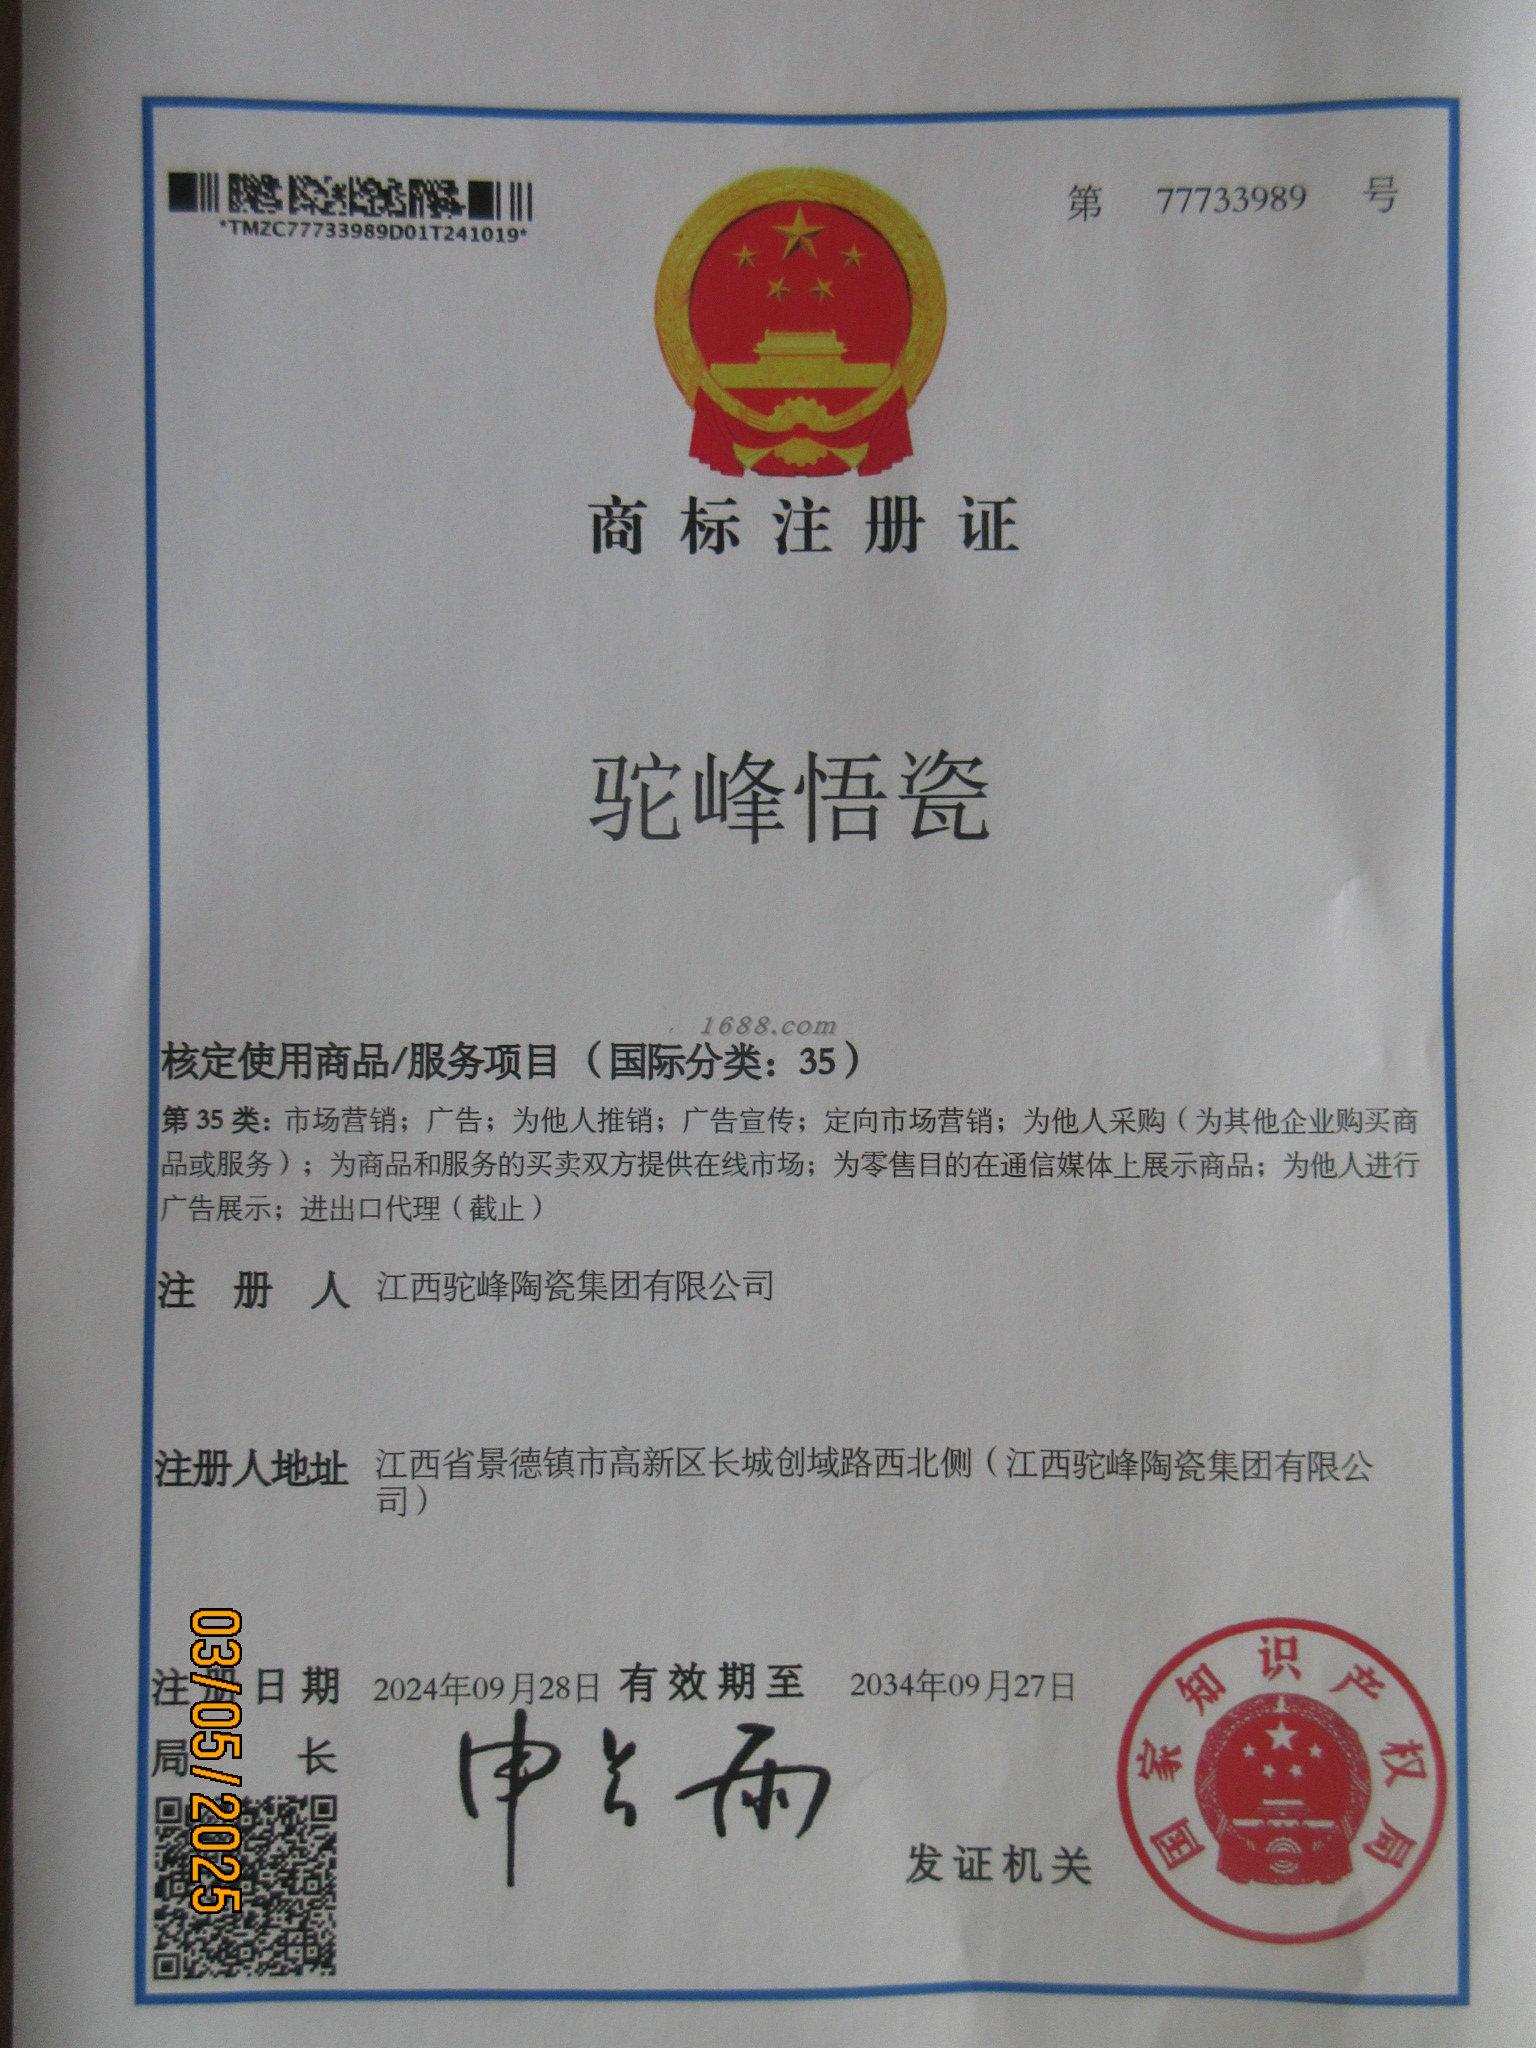 *TMZC77733989D01T241019*
第 77733989 号
商标注册证
驼峰悟瓷
1688.com
核定使用商品/服务项目（国际分类：35）
第 35 类：市场营销；广告；为他人推销；广告宣传；定向市场营销；为他人采购（为其他企业购买商
品或服务）；为商品和服务的买卖双方提供在线市场；为零售目的在通信媒体上展示商品；为他人进行
广告展示；进出口代理（截止）
注册人 江西驼峰陶瓷集团有限公司
注册人地址 江西省景德镇市高新区长城创域路西北侧（江西驼峰陶瓷集团有限公
司）
注册日期 2024年09月28日 有效期至 2034年09月27日
局长 申长雨
发证机关
国家知识产权局
03/05/2025